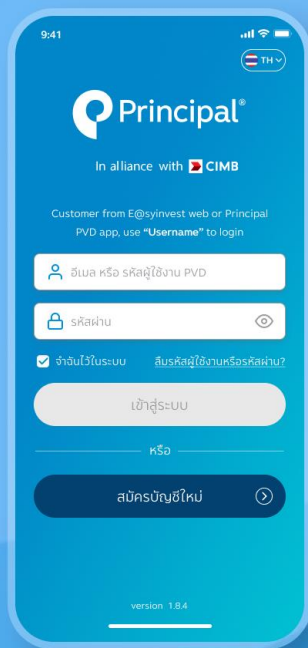 9:41
TH
Principal®
In alliance with CIMB
Customer from E@syinvest web or Principal
PVD app, use “Username” to login
อีเมล หรือ รหัสผู้ใช้งาน PVD
รหัสผ่าน
จำฉันไว้ในระบบ ลืมรหัสผู้ใช้งานหรือรหัสผ่าน?
เข้าสู่ระบบ
หรือ
สมัครบัญชีใหม่
version 1.8.4